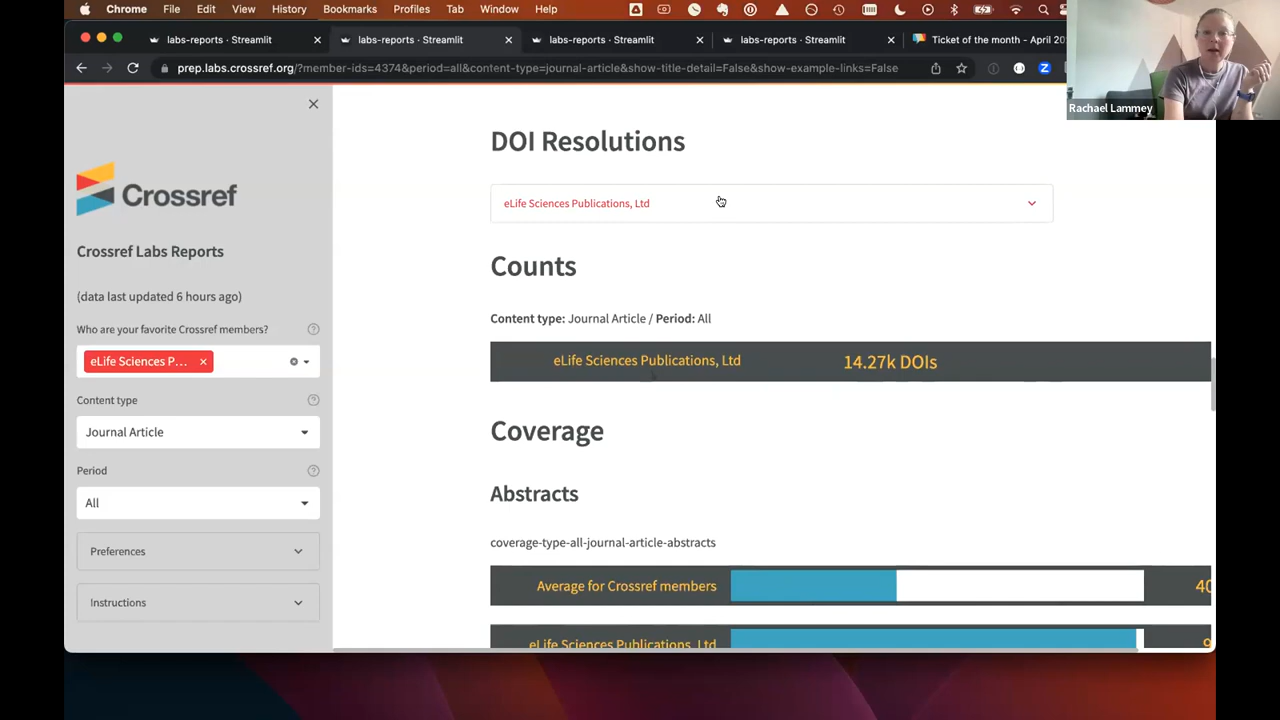 Chrome File Edit View History Bookmarks Profiles Tab Window Help
labs-reports · Streamlit
labs-reports · Streamlit
labs-reports · Streamlit
labs-reports · Streamlit
Ticket of the month - April 20
prep.labs.crossref.org/?member-ids=4374&period=all&content-type=journal-article&show-title-detail=False&show-example-links=False
Rachael Lammey
Crossref
Crossref Labs Reports
(data last updated 6 hours ago)
Who are your favorite Crossref members?
eLife Sciences P...
Content type
Journal Article
Period
All
Preferences
Instructions
DOI Resolutions
eLife Sciences Publications, Ltd
Counts
Content type: Journal Article / Period: All
eLife Sciences Publications, Ltd 14.27k DOIs
Coverage
Abstracts
coverage-type-all-journal-article-abstracts
Average for Crossref members 40
eLife Sciences Publications, Ltd 9